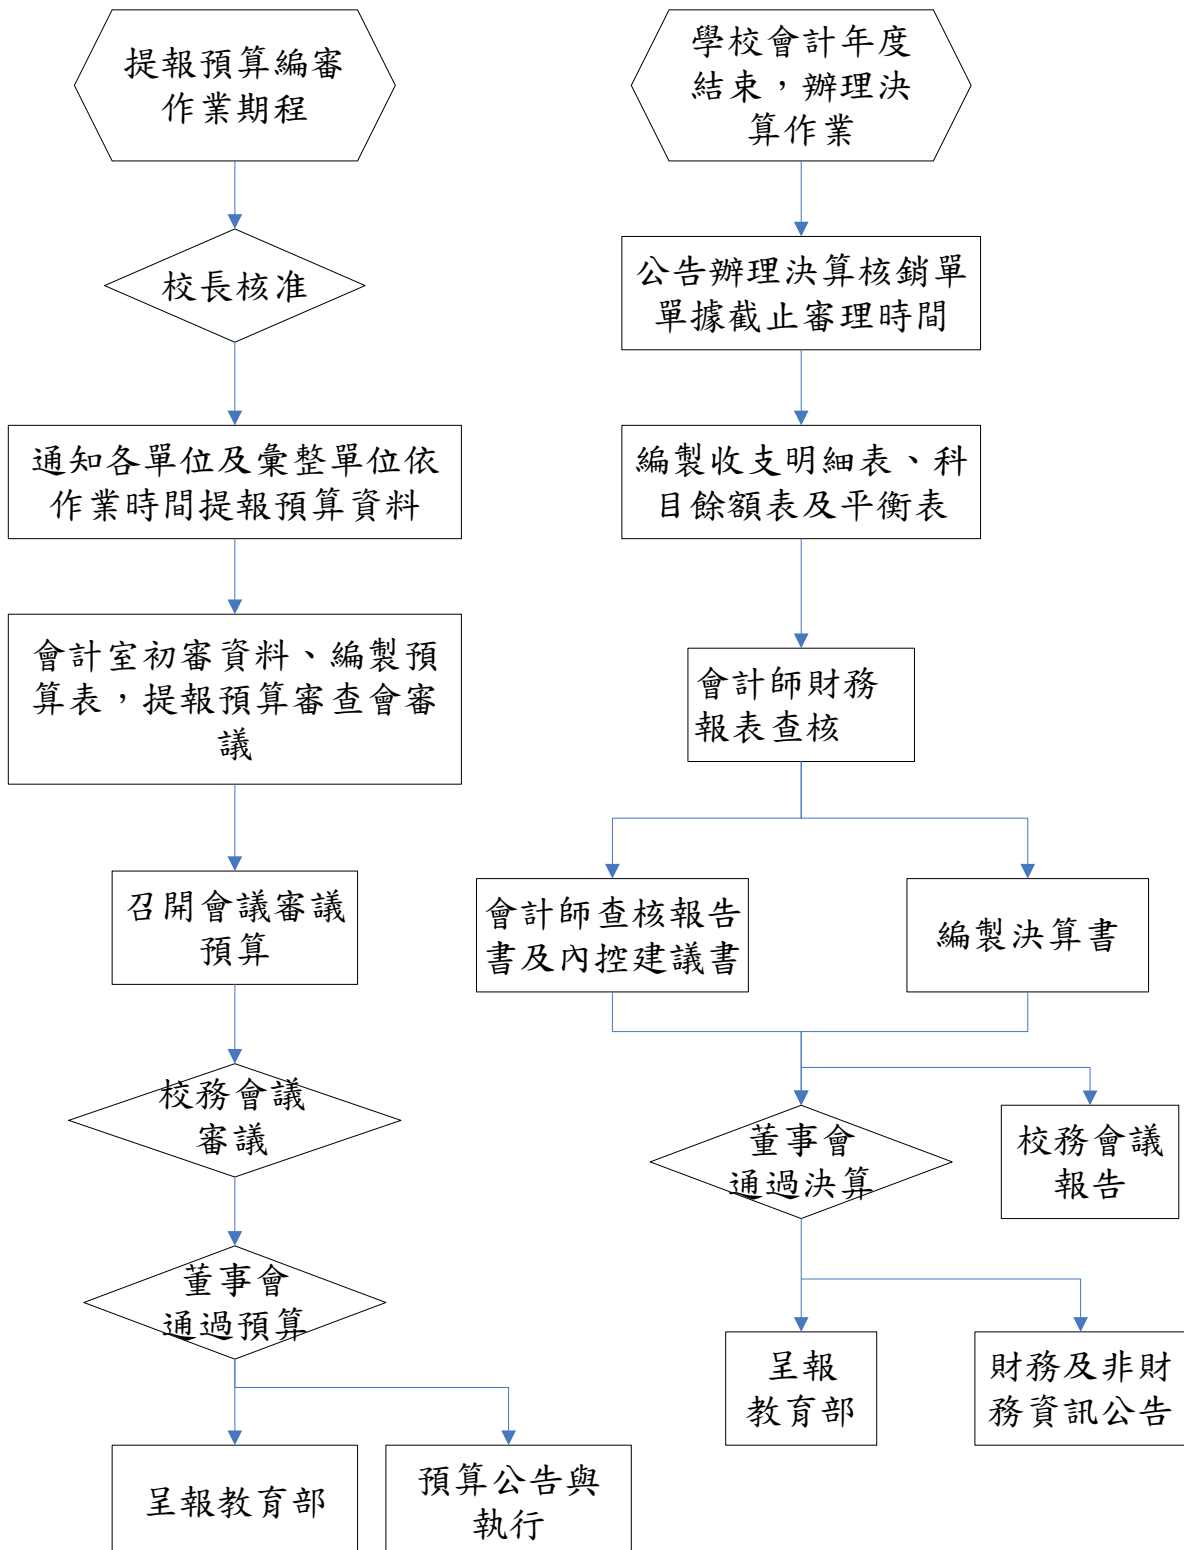 提報預算編審
作業期程
校長核准
通知各單位及彙整單位依
作業時間提報預算資料
會計室初審資料、編製預
算表，提報預算審查會審
議
召開會議審議
預算
校務會議
審議
董事會
通過預算
呈報教育部
預算公告與
執行
學校會計年度
結束，辦理決
算作業
公告辦理決算核銷單
單據截止審理時間
編製收支明細表、科
目餘額表及平衡表
會計師財務
報表查核
會計師查核報告
書及內控建議書
編製決算書
董事會
通過決算
校務會議
報告
呈報
教育部
財務及非財
務資訊公告